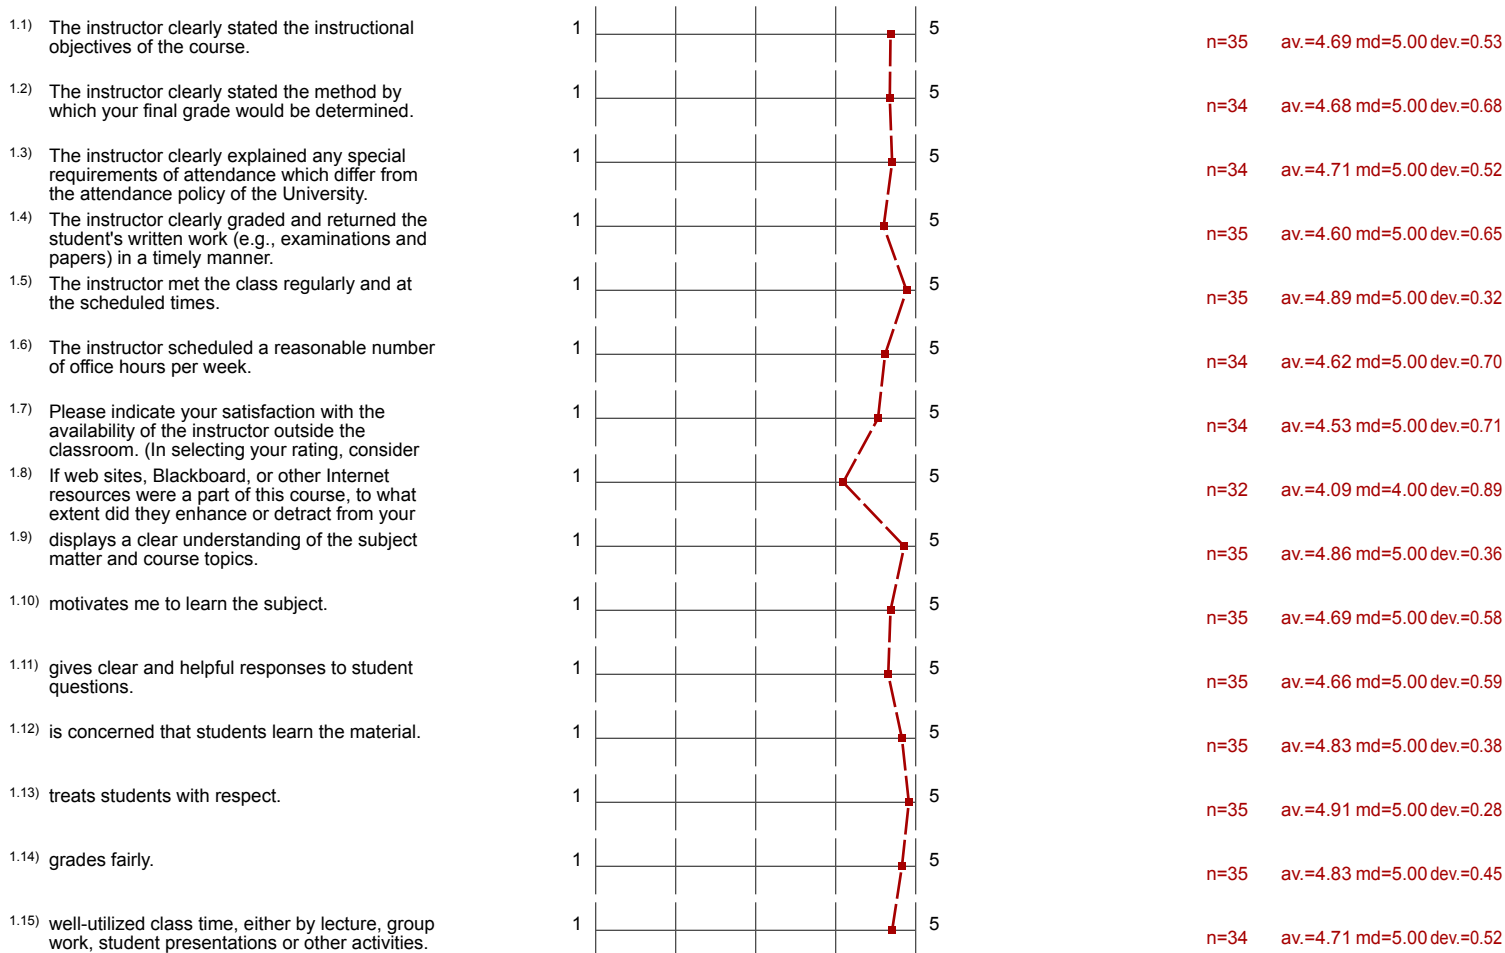 1.1) The instructor clearly stated the instructional 1 5
objectives of the course. n=35 av.=4.69 md=5.00 dev.=0.53
1.2) The instructor clearly stated the method by 1 5
which your final grade would be determined. n=34 av.=4.68 md=5.00 dev.=0.68
1.3) The instructor clearly explained any special 1 5
requirements of attendance which differ from n=34 av.=4.71 md=5.00 dev.=0.52
the attendance policy of the University.
1.4) The instructor clearly graded and returned the 1 5
student's written work (e.g., examinations and n=35 av.=4.60 md=5.00 dev.=0.65
papers) in a timely manner.
1.5) The instructor met the class regularly and at 1 5
the scheduled times. n=35 av.=4.89 md=5.00 dev.=0.32
1.6) The instructor scheduled a reasonable number 1 5
of office hours per week. n=34 av.=4.62 md=5.00 dev.=0.70
1.7) Please indicate your satisfaction with the 1 5
availability of the instructor outside the n=34 av.=4.53 md=5.00 dev.=0.71
classroom. (In selecting your rating, consider
1.8) If web sites, Blackboard, or other Internet 1 5
resources were a part of this course, to what n=32 av.=4.09 md=4.00 dev.=0.89
extent did they enhance or detract from your
1.9) displays a clear understanding of the subject 1 5
matter and course topics. n=35 av.=4.86 md=5.00 dev.=0.36
1.10) motivates me to learn the subject. 1 5
n=35 av.=4.69 md=5.00 dev.=0.58
1.11) gives clear and helpful responses to student 1 5
questions. n=35 av.=4.66 md=5.00 dev.=0.59
1.12) is concerned that students learn the material. 1 5
n=35 av.=4.83 md=5.00 dev.=0.38
1.13) treats students with respect. 1 5
n=35 av.=4.91 md=5.00 dev.=0.28
1.14) grades fairly. 1 5
n=35 av.=4.83 md=5.00 dev.=0.45
1.15) well-utilized class time, either by lecture, group 1 5
work, student presentations or other activities. n=34 av.=4.71 md=5.00 dev.=0.52